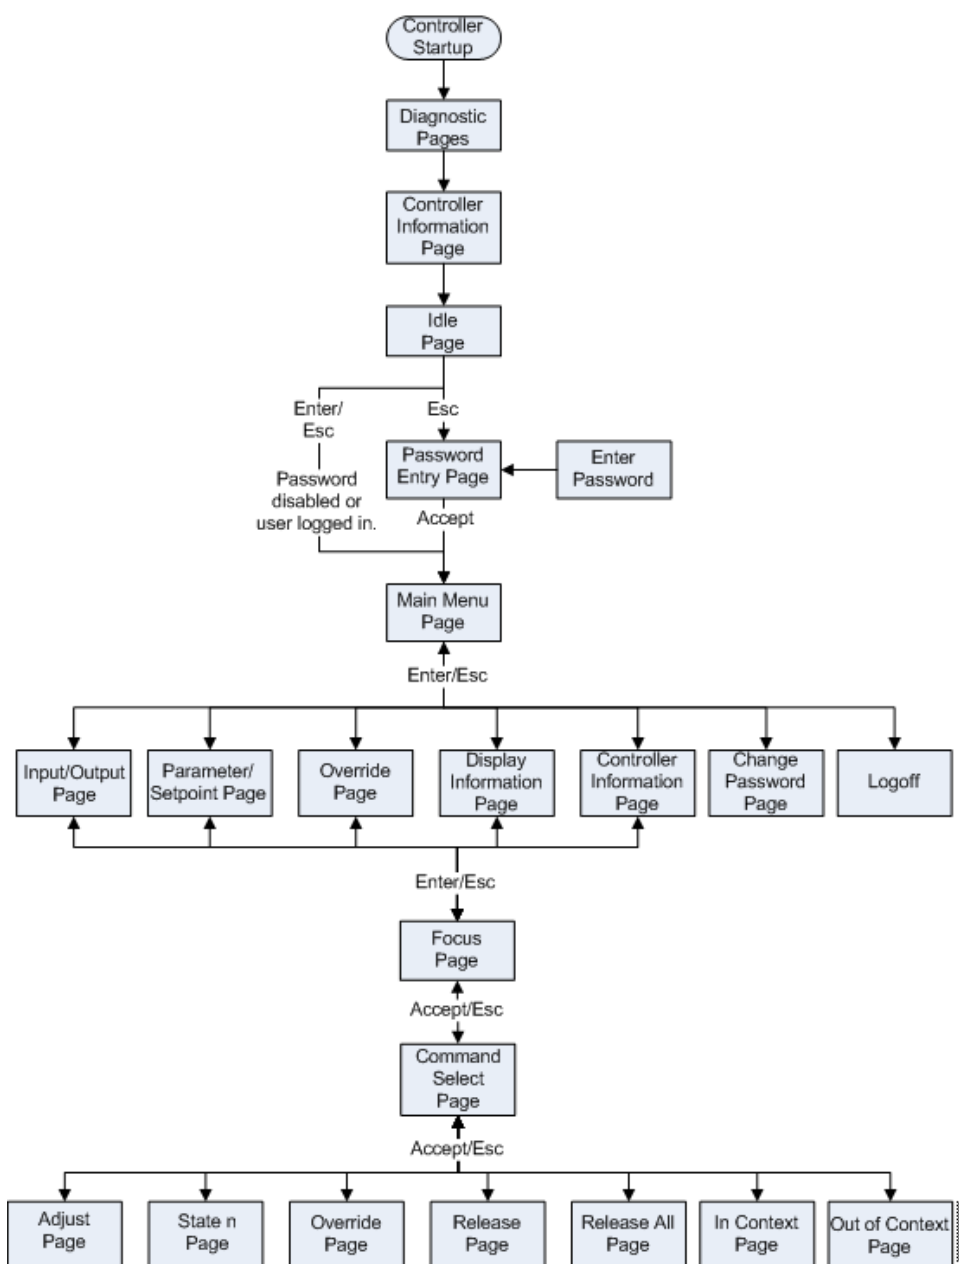 Controller
Startup
Diagnostic
Pages
Controller
Information
Page
Idle
Page
Enter/
Esc
Esc
Password
disabled or
user logged in.
Password
Entry Page
Enter
Password
Accept
Main Menu
Page
Enter/Esc
Input/Output
Page
Parameter/
Setpoint Page
Override
Page
Display
Information
Page
Controller
Information
Page
Change
Password
Page
Logoff
Enter/Esc
Focus
Page
Accept/Esc
Command
Select
Page
Accept/Esc
Adjust
Page
State n
Page
Override
Page
Release
Page
Release All
Page
In Context
Page
Out of Context
Page